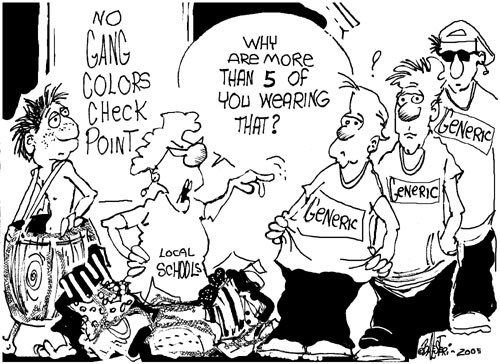 NO
GANG
COLORS
CHECK
POINT
WHY
ARE MORE
THAN 5 OF
YOU WEARING
THAT?
!
LOCAL
SCHOOLS
GENERIC
GENERIC
GENERIC
2005